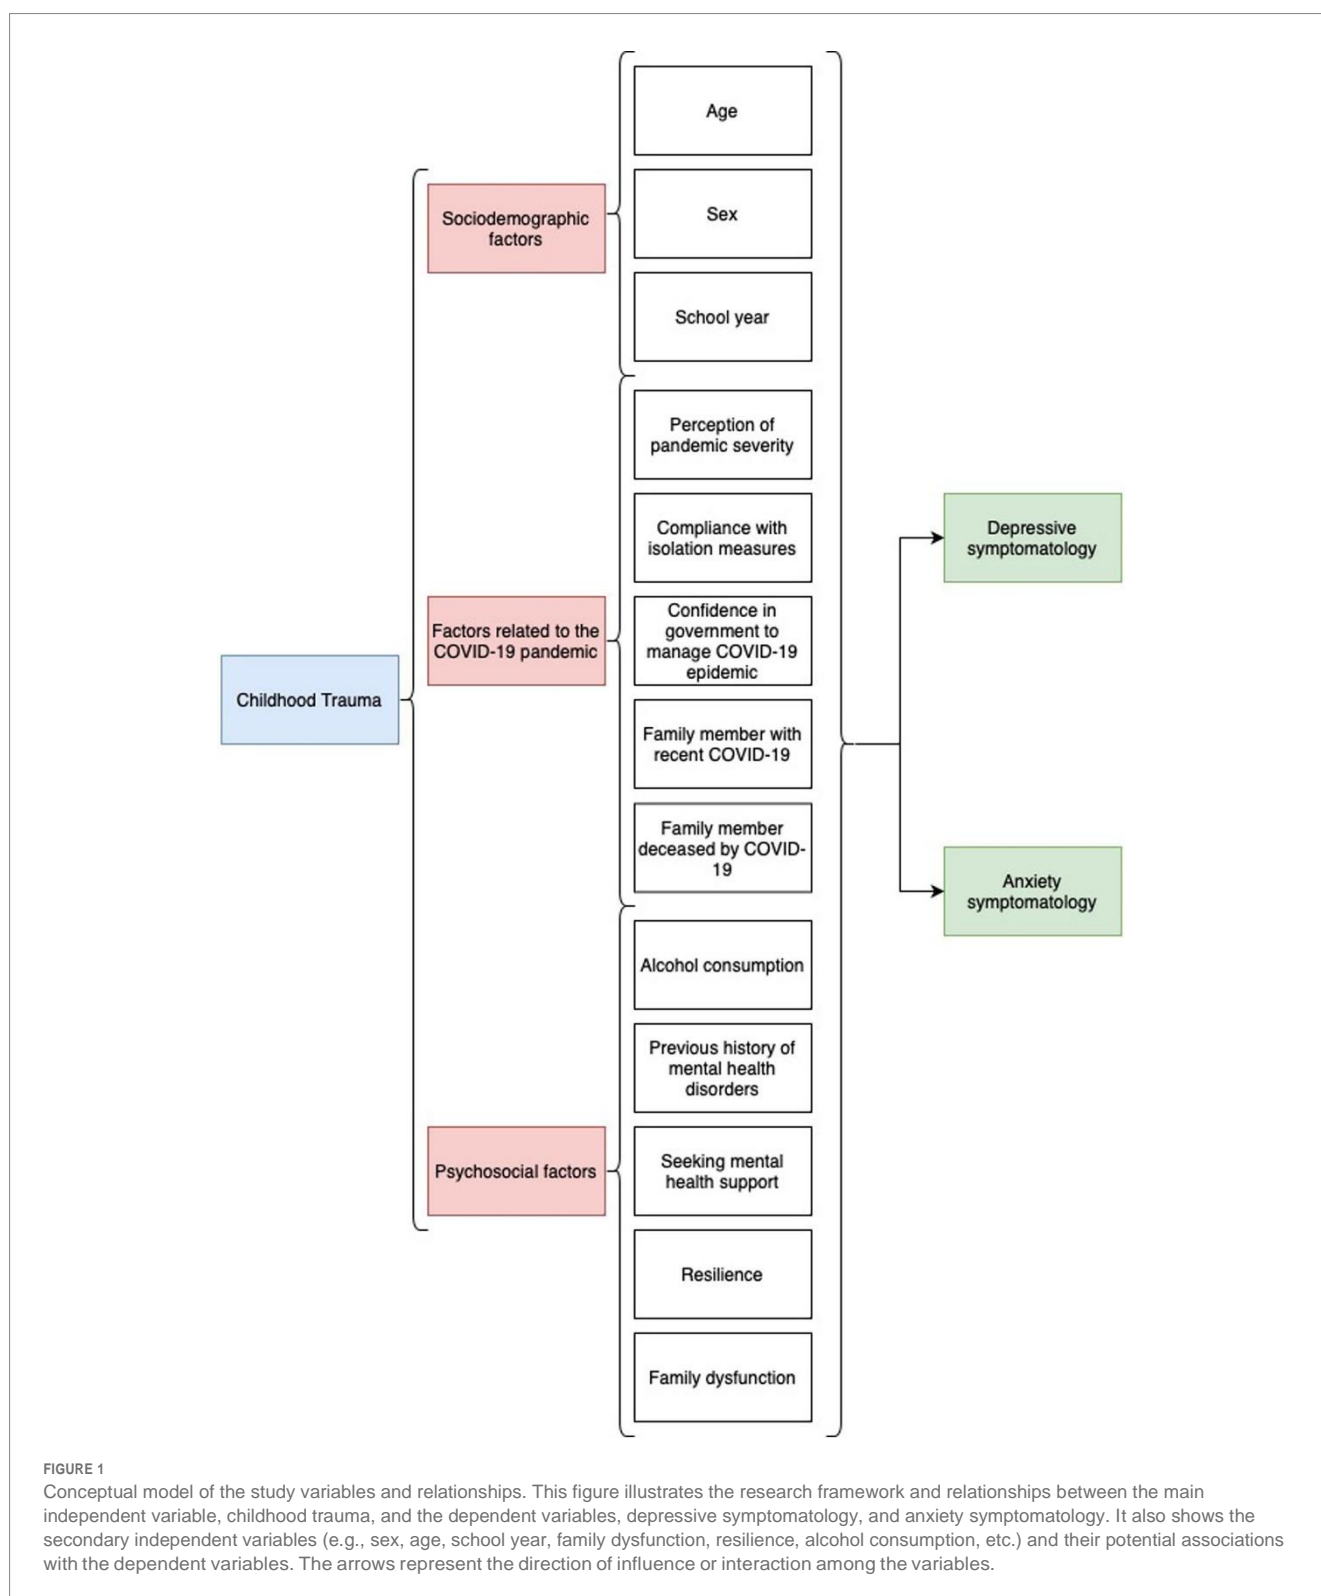 Age
Sex
School year
Sociodemographic
factors
Perception of
pandemic severity
Compliance with
isolation measures
Confidence in
government to
manage COVID-19
epidemic
Family member with
recent COVID-19
Family member
deceased by COVID-
19
Factors related to the
COVID-19 pandemic
Childhood Trauma
Alcohol consumption
Previous history of
mental health
disorders
Seeking mental
health support
Resilience
Family dysfunction
Psychosocial factors
Depressive
symptomatology
Anxiety
symptomatology
FIGURE 1
Conceptual model of the study variables and relationships. This figure illustrates the research framework and relationships between the main
independent variable, childhood trauma, and the dependent variables, depressive symptomatology, and anxiety symptomatology. It also shows the
secondary independent variables (e.g., sex, age, school year, family dysfunction, resilience, alcohol consumption, etc.) and their potential associations
with the dependent variables. The arrows represent the direction of influence or interaction among the variables.